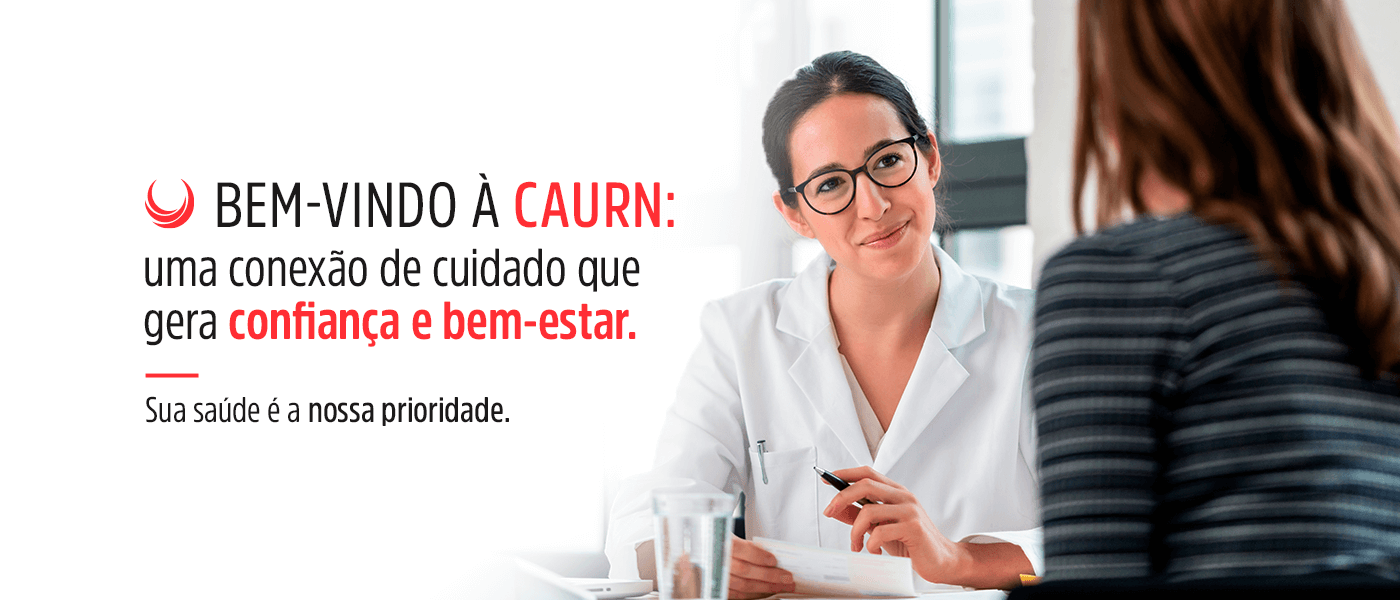 BEM-VINDO À CAURN:
uma conexão de cuidado que
gera confiança e bem-estar.
Sua saúde é a nossa prioridade.